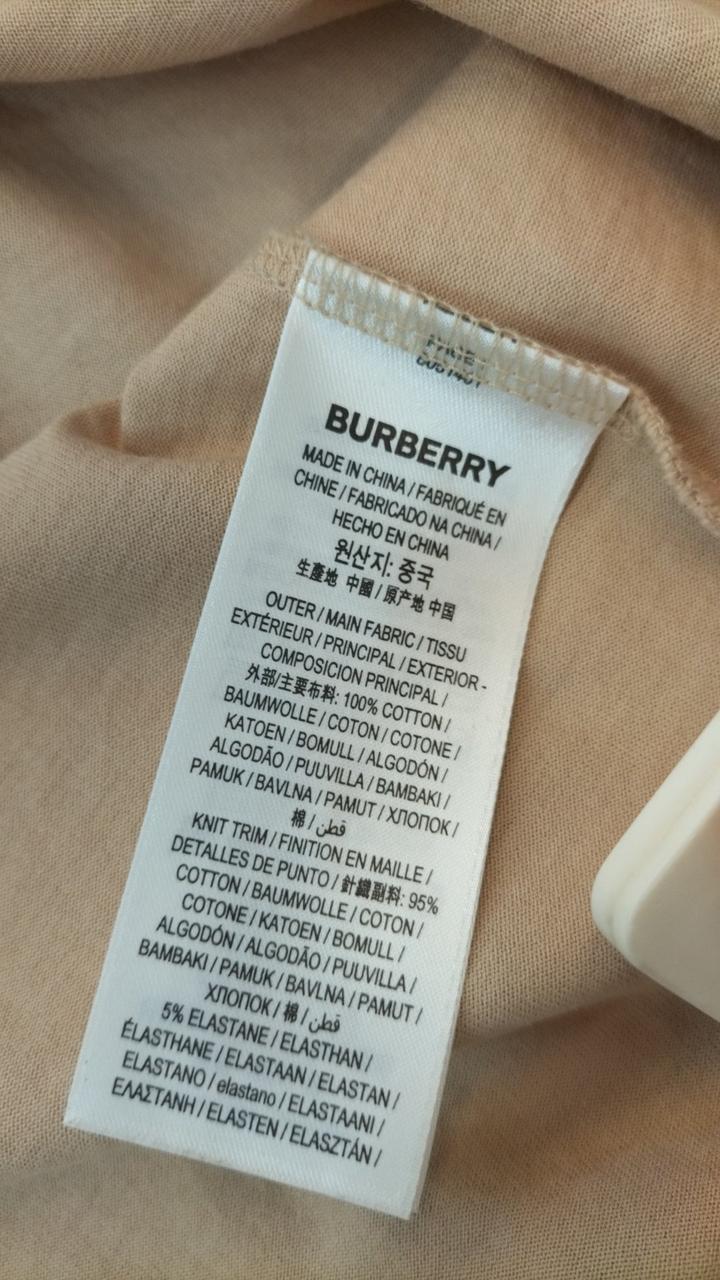 BURBERRY
MADE IN CHINA / FABRIQUÉ EN
CHINE / FABRICADO NA CHINA /
HECHO EN CHINA
원산지: 중국
生產地 中國 / 原产地 中国
OUTER / MAIN FABRIC / TISSU
EXTÉRIEUR / PRINCIPAL / EXTERIOR -
COMPOSICION PRINCIPAL /
外部/主要布料: 100% COTTON /
BAUMWOLLE / COTON / COTONE /
KATOEN / BOMULL / ALGODÓN /
ALGODÃO / PUUVILLA / BAMBAKI /
PAMUK / BAVLNA / PAMUT / ХЛОПОК /
棉 / قطن
KNIT TRIM / FINITION EN MAILLE /
DETALLES DE PUNTO / 針織副料: 95%
COTTON / BAUMWOLLE / COTON /
COTONE / KATOEN / BOMULL /
ALGODÓN / ALGODÃO / PUUVILLA /
BAMBAKI / PAMUK / BAVLNA / PAMUT /
ХЛОПОК / 棉 / قطن
5% ELASTANE / ELASTHAN /
ÉLASTHANE / ELASTAAN / ELASTAN /
ELASTANO / elastano / ELASTAANI /
ΕΛΑΣΤΑΝΗ / ELASTEN / ELASZTÁN /